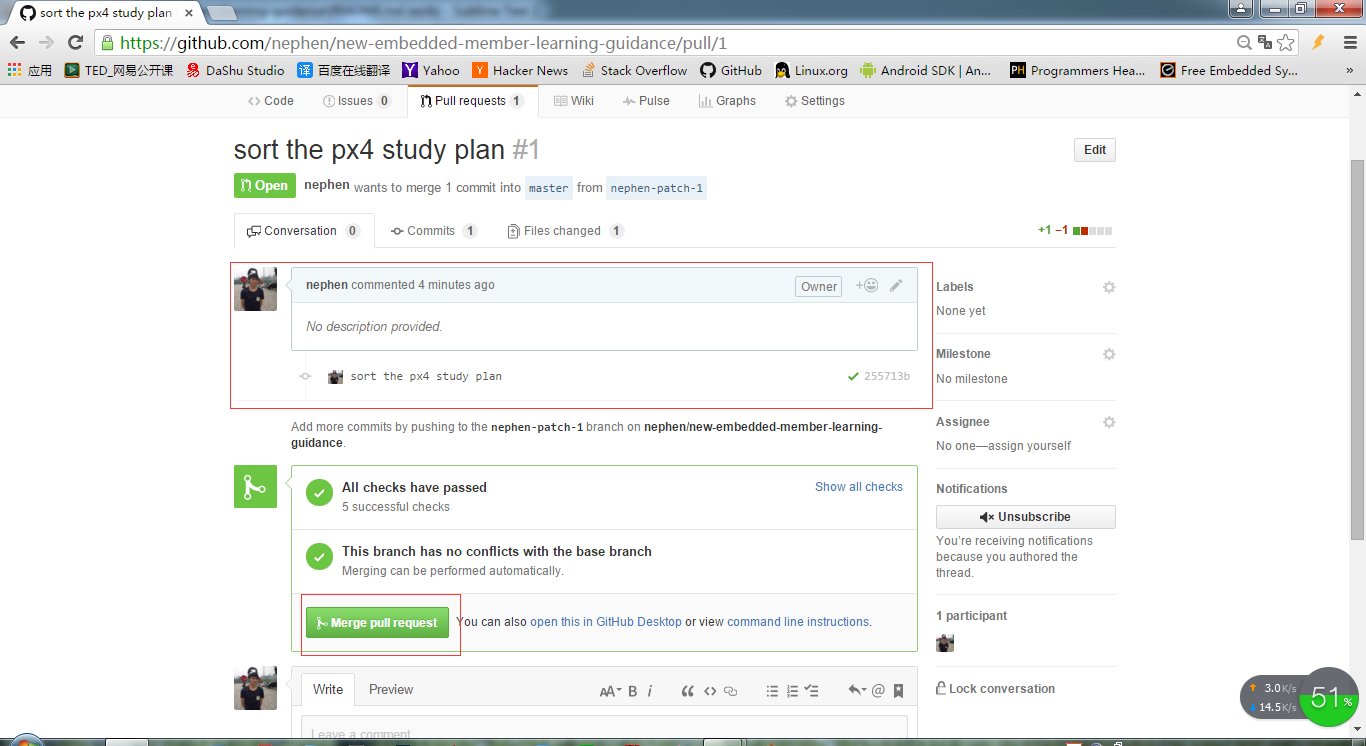 sort the px4 study plan
https://github.com/nephen/new-embedded-member-learning-guidance/pull/1
应用 TED_网易公开课 DaShu Studio 百度在线翻译 Yahoo Hacker News Stack Overflow GitHub Linux.org Android SDK | An... Programmers Hea... Free Embedded Sy... »
Code Issues 0 Pull requests 1 Wiki Pulse Graphs Settings
sort the px4 study plan #1
Edit
Open nephen wants to merge 1 commit into master from nephen-patch-1
Conversation 0 Commits 1 Files changed 1
+1 −1
nephen commented 4 minutes ago
Owner
No description provided.
sort the px4 study plan
255713b
Add more commits by pushing to the nephen-patch-1 branch on nephen/new-embedded-member-learning-
guidance.
All checks have passed
Show all checks
5 successful checks
This branch has no conflicts with the base branch
Merging can be performed automatically.
Merge pull request You can also open this in GitHub Desktop or view command line instructions.
Write Preview
AA B i
Leave a comment
Labels
None yet
Milestone
No milestone
Assignee
No one—assign yourself
Notifications
Unsubscribe
You're receiving notifications
because you authored the
thread.
1 participant
Lock conversation
3.0K/s
14.5K/s
51%